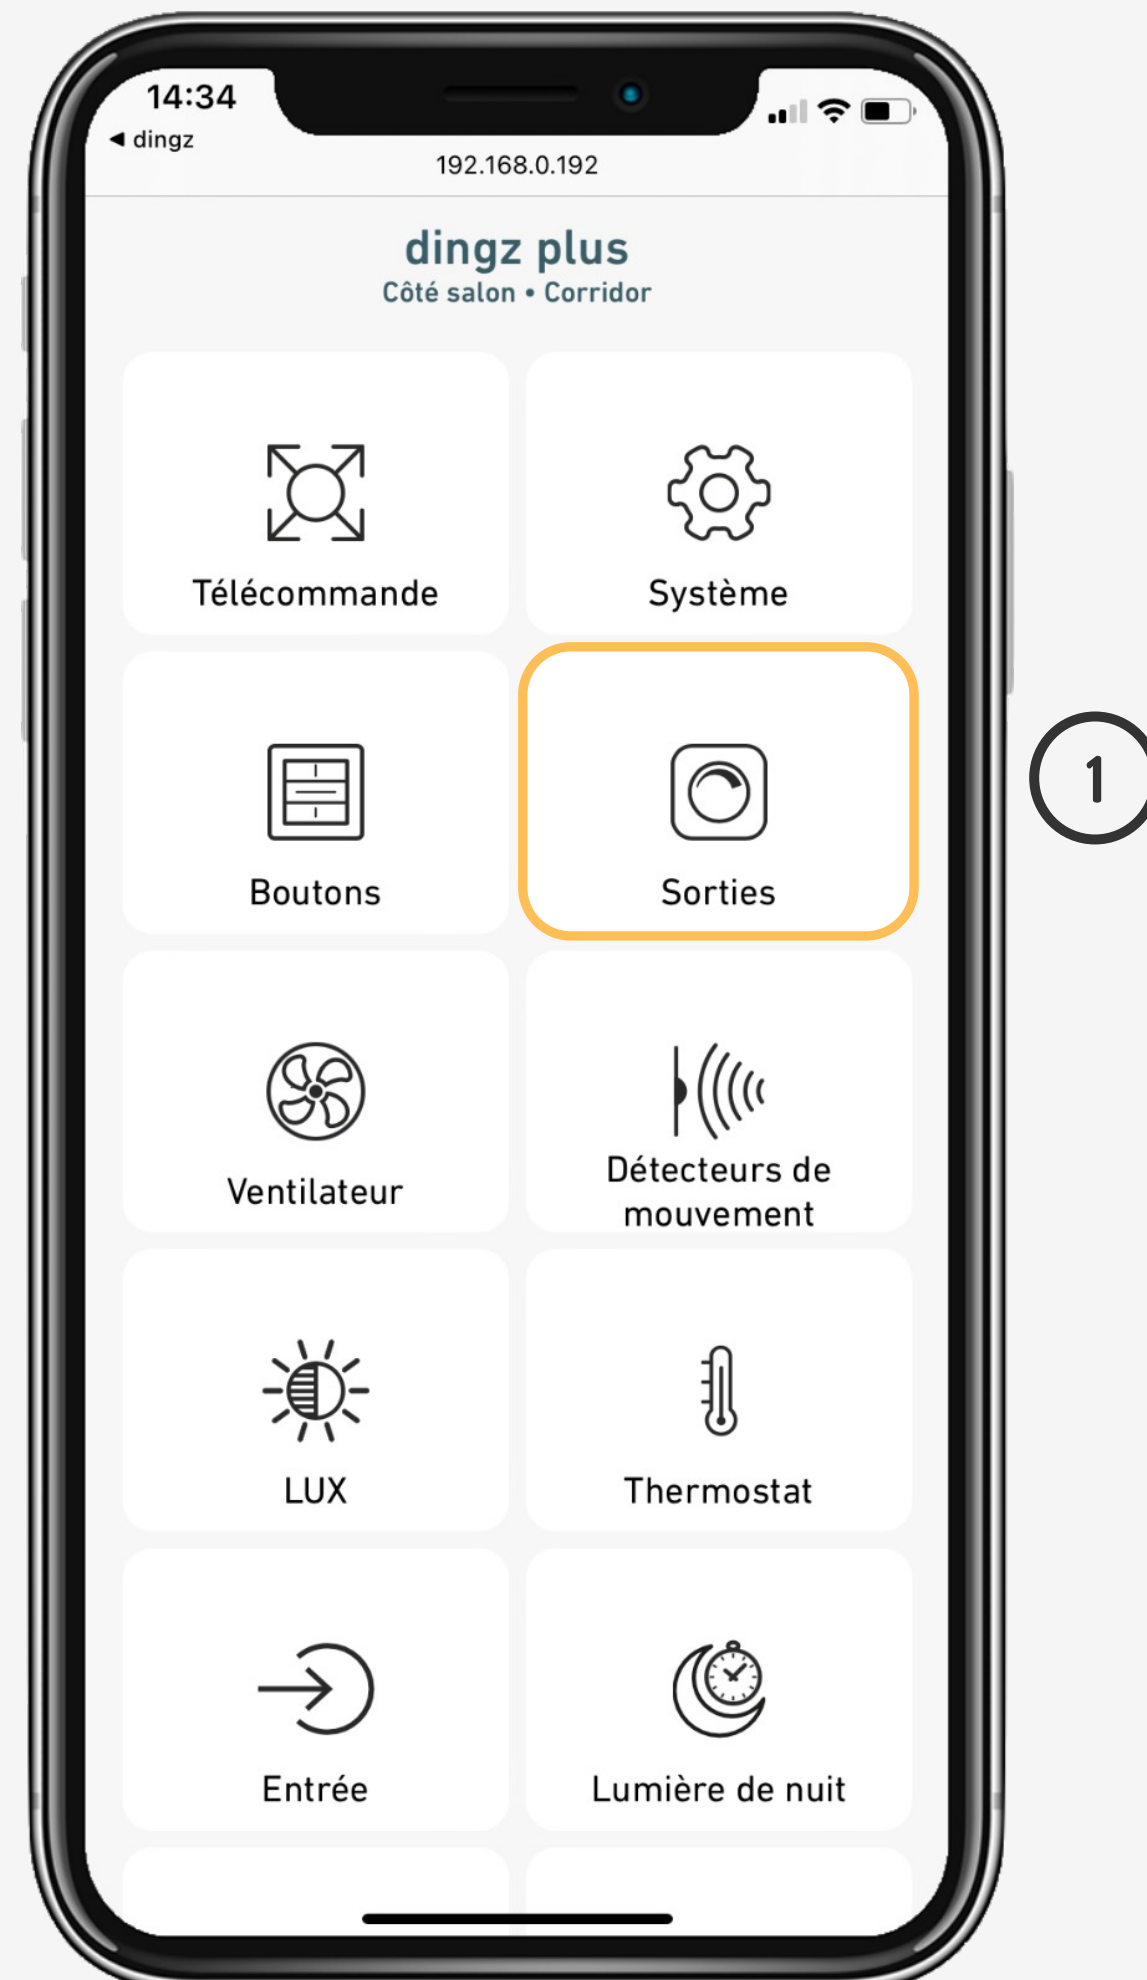 14:34
dingz
192.168.0.192
dingz plus
Côté salon • Corridor
Télécommande
Système
Boutons
Sorties
1
Ventilateur
Détecteurs de
mouvement
LUX
Thermostat
Entrée
Lumière de nuit